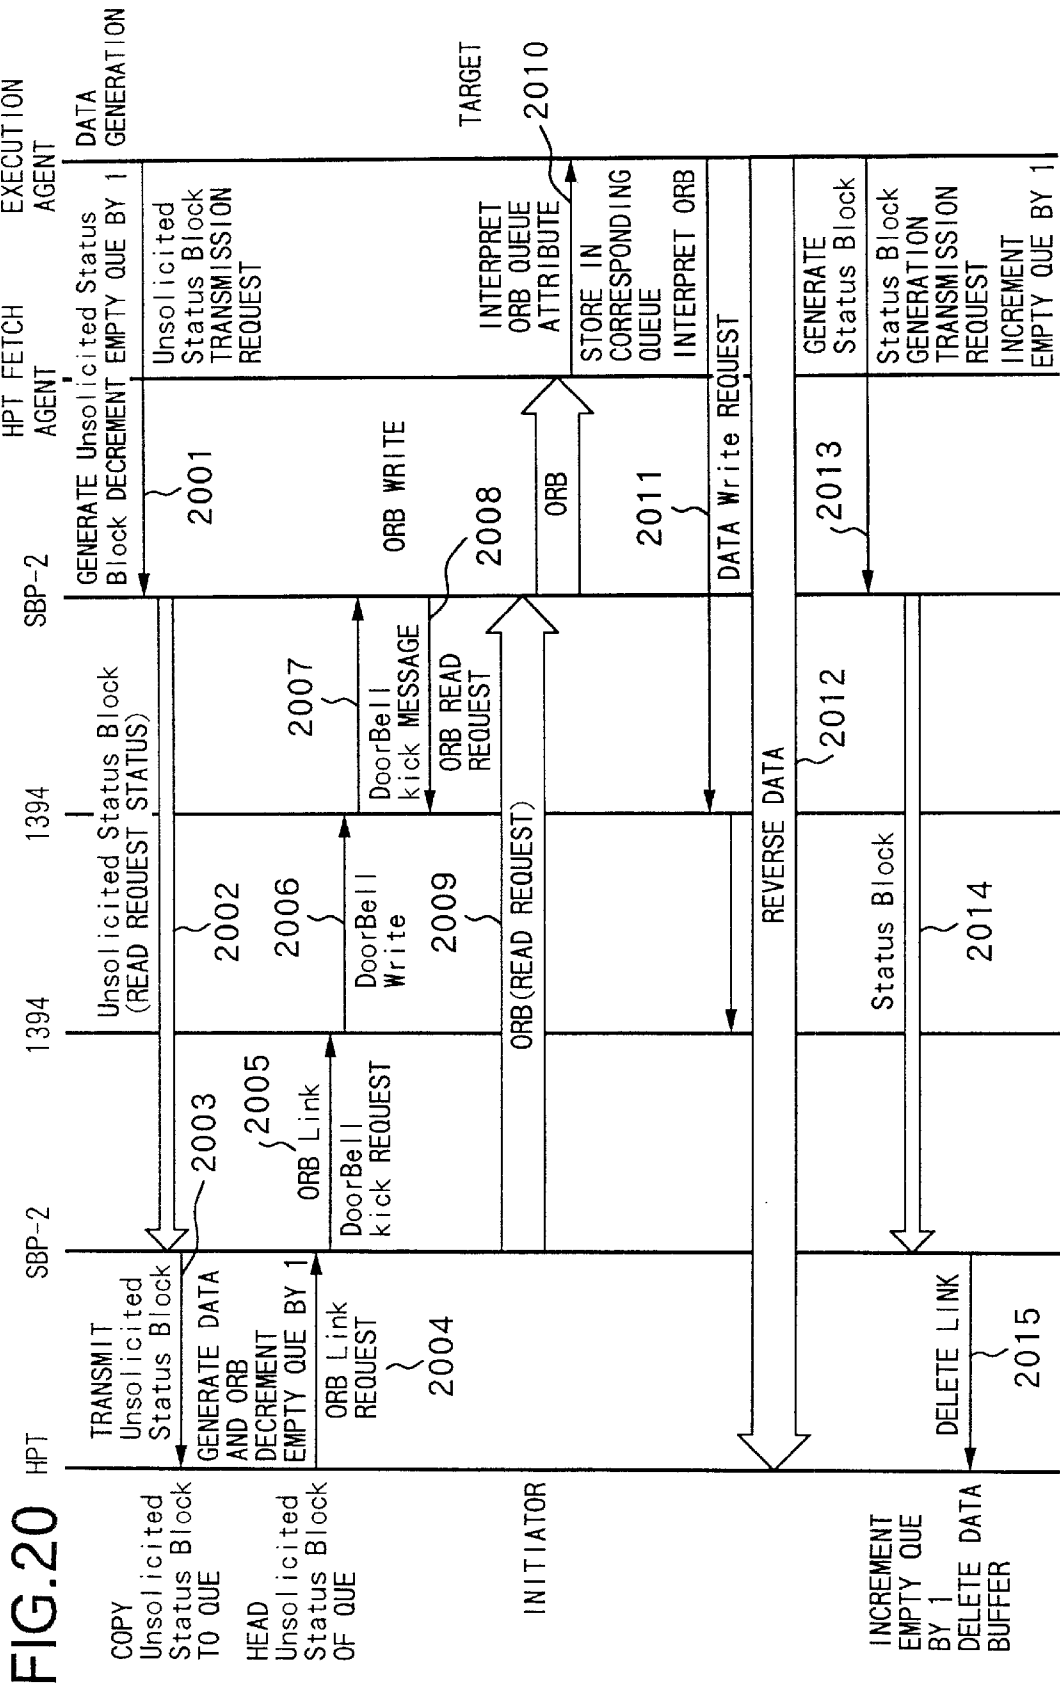 FIG.20
HPT
SBP-2
1394
1394
SBP-2
HPT FETCH
AGENT
EXECUTION
AGENT
DATA
GENERATION
GENERATE Unsolicited Status
Block DECREMENT EMPTY QUE BY 1
Unsolicited
Status Block
TRANSMISSION
REQUEST
2001
Unsolicited Status Block
(READ REQUEST STATUS)
2002
TRANSMIT
Unsolicited
Status Block
2003
COPY
Unsolicited
Status Block
TO QUE
HEAD
Unsolicited
Status Block
OF QUE
GENERATE DATA
AND ORB
DECREMENT
EMPTY QUE BY 1
ORB Link
REQUEST
2004
2005
ORB Link
DoorBell
kick REQUEST
2006
DoorBell
Write
2007
DoorBell
kick MESSAGE
ORB WRITE
2008
ORB READ
REQUEST
2009
ORB(READ REQUEST)
ORB
INTERPRET
ORB QUEUE
ATTRIBUTE
TARGET
2010
STORE IN
CORRESPONDING
QUEUE
INITIATOR
INTERPRET ORB
2011
DATA Write REQUEST
REVERSE DATA
2012
GENERATE
Status Block
2013
Status Block
GENERATION
TRANSMISSION
REQUEST
INCREMENT
EMPTY QUE BY 1
Status Block
2014
DELETE LINK
2015
INCREMENT
EMPTY QUE
BY 1
DELETE DATA
BUFFER